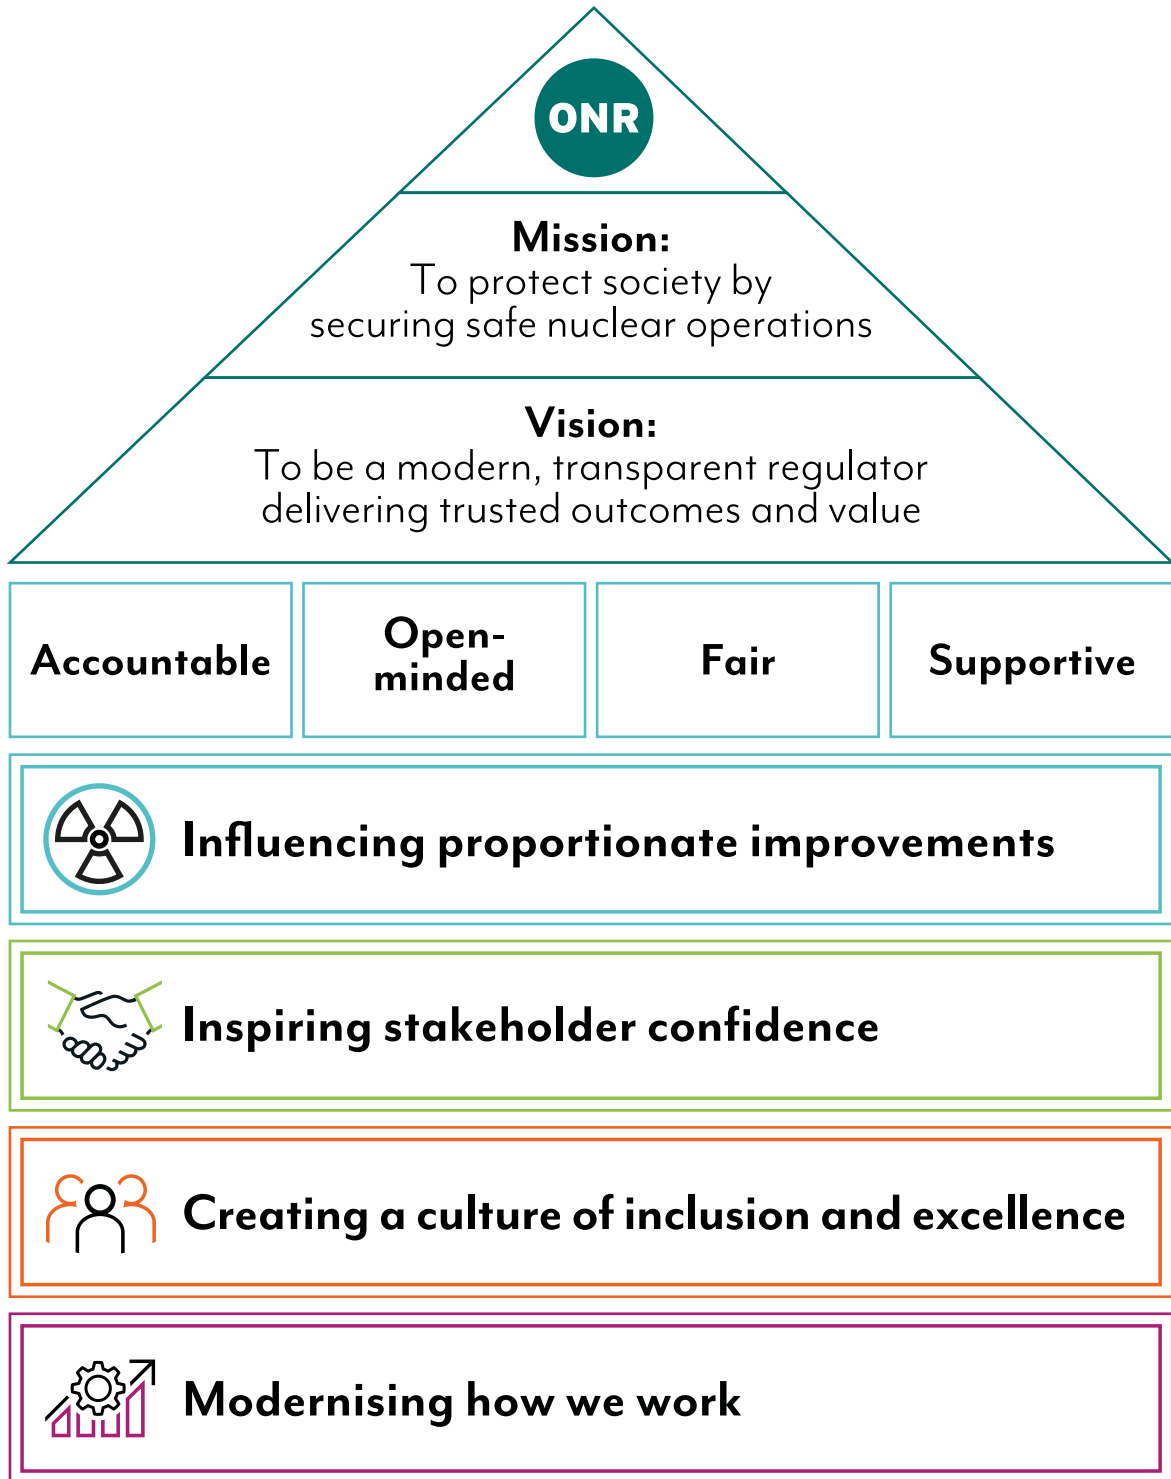 ONR
Mission:
To protect society by
securing safe nuclear operations
Vision:
To be a modern, transparent regulator
delivering trusted outcomes and value
Accountable
Open-
minded
Fair
Supportive
Influencing proportionate improvements
Inspiring stakeholder confidence
Creating a culture of inclusion and excellence
Modernising how we work